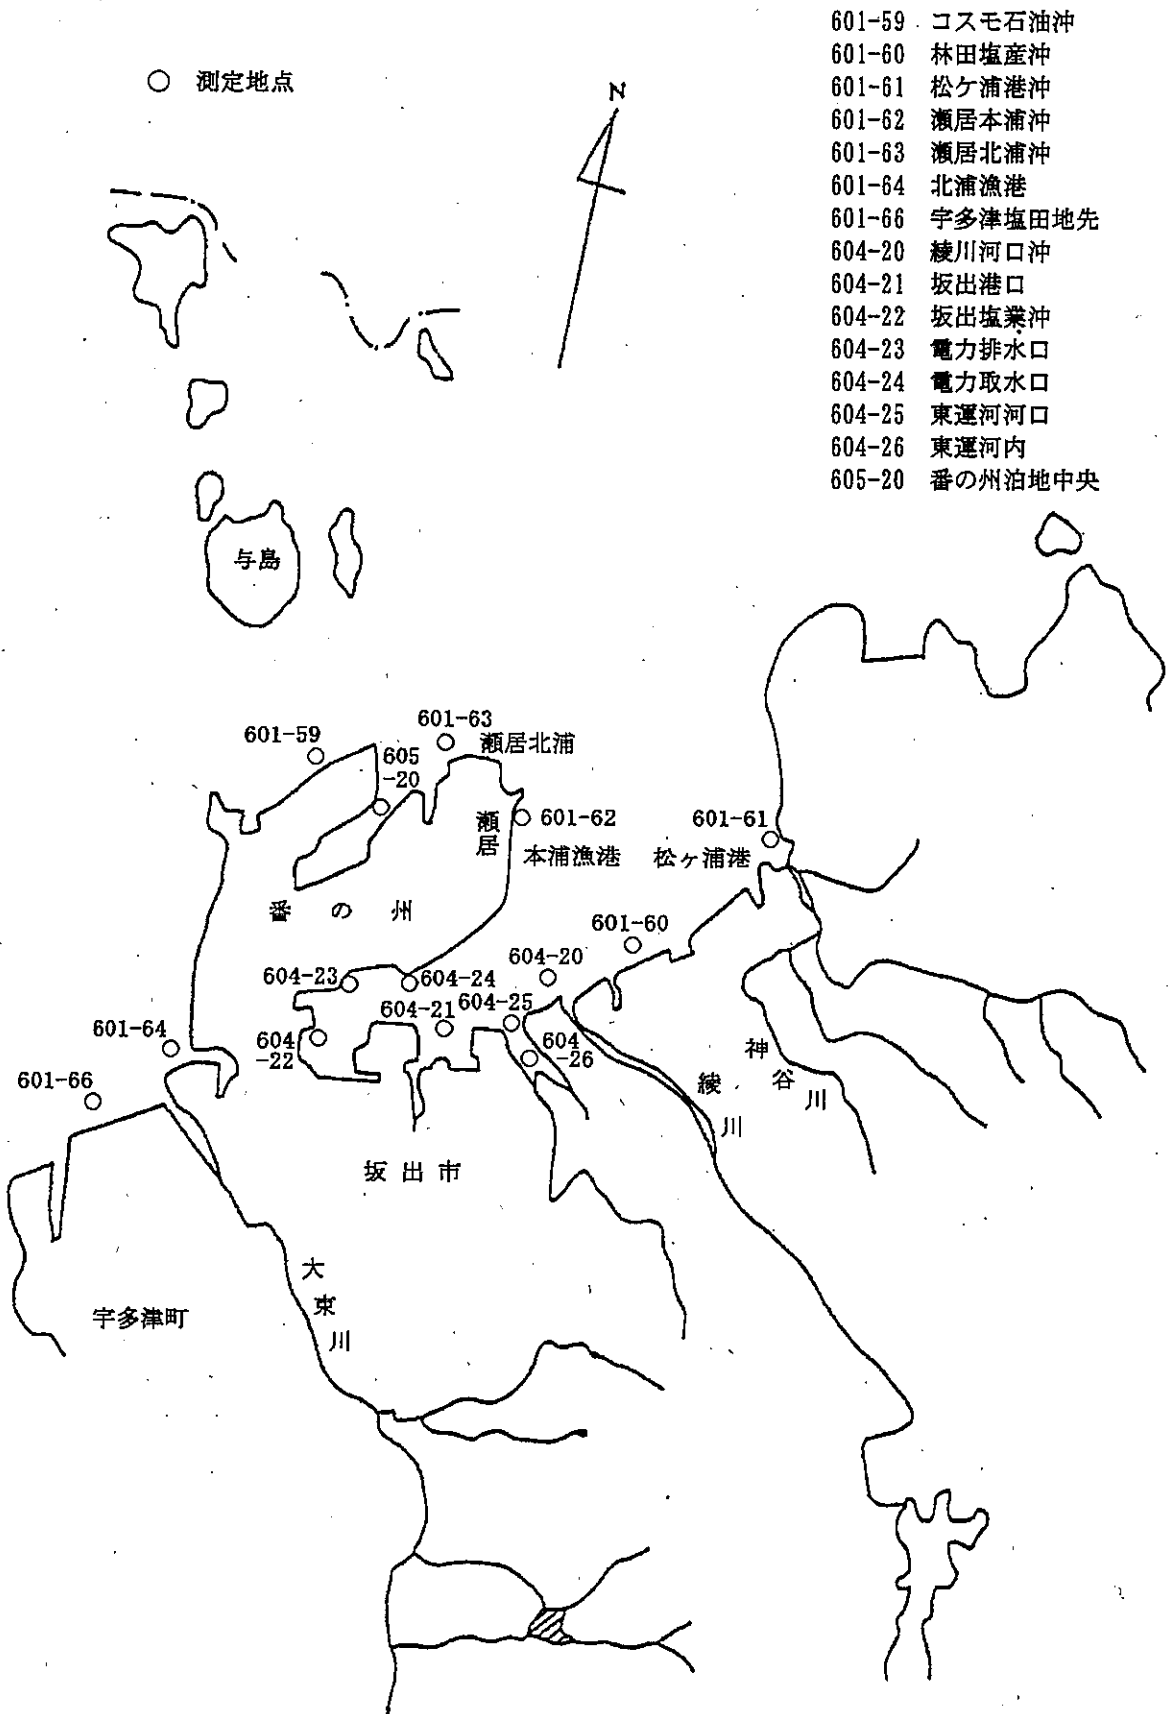 601-59 コスモ石油沖
601-60 林田塩産沖
601-61 松ケ浦港沖
601-62 瀬居本浦沖
601-63 瀬居北浦沖
601-64 北浦漁港
601-66 宇多津塩田地先
604-20 綾川河口沖
604-21 坂出港口
604-22 坂出塩業沖
604-23 電力排水口
604-24 電力取水口
604-25 東運河河口
604-26 東運河内
605-20 番の州泊地中央
○ 測定地点
N
与島
601-63
瀬居北浦
601-59
605
-20
瀬居
601-62
本浦漁港
601-61
松ヶ浦港
番の州
601-60
604-23
604-24
604-20
604-21
604-25
601-64
604
-22
604
-26
601-66
神谷川
綾川
坂出市
大東川
宇多津町